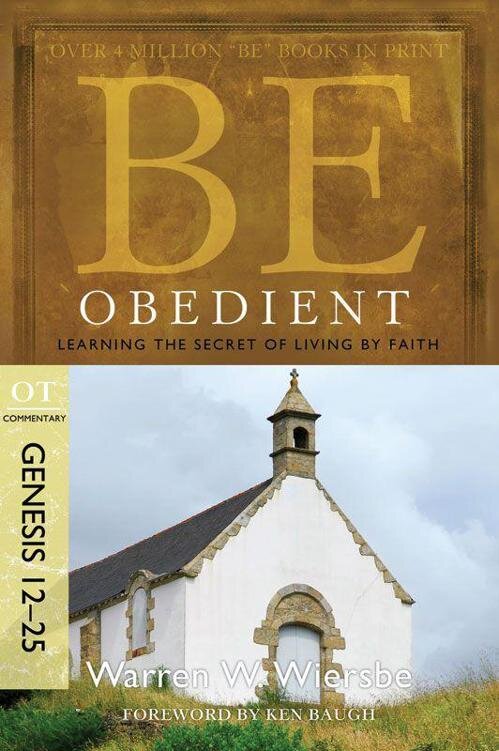 OVER 4 MILLION "BE" BOOKS IN PRINT
BE
OBEDIENT
LEARNING THE SECRET OF LIVING BY FAITH
OT
COMMENTARY
GENESIS 12–25
Warren W. Wiersbe
FOREWORD BY KEN BAUGH